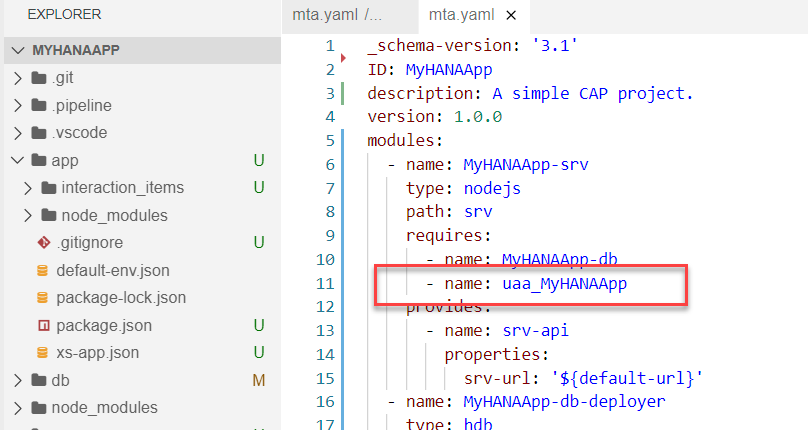 EXPLORER
MYHANAAPP
.git
.pipeline
.vscode
app U
interaction_items U
node_modules
.gitignore U
default-env.json
package-lock.json
package.json U
xs-app.json U
db M
node_modules
mta.yaml /...
mta.yaml ×
1 _schema-version: '3.1'
2 ID: MyHANAApp
3 description: A simple CAP project.
4 version: 1.0.0
5 modules:
6 - name: MyHANAApp-srv
7 type: nodejs
8 path: srv
9 requires:
10 - name: MyHANAApp-db
11 - name: uaa_MyHANAApp
12 provides:
13 - name: srv-api
14 properties:
15 srv-url: '${default-url}'
16 - name: MyHANAApp-db-deployer
17 type: hdb